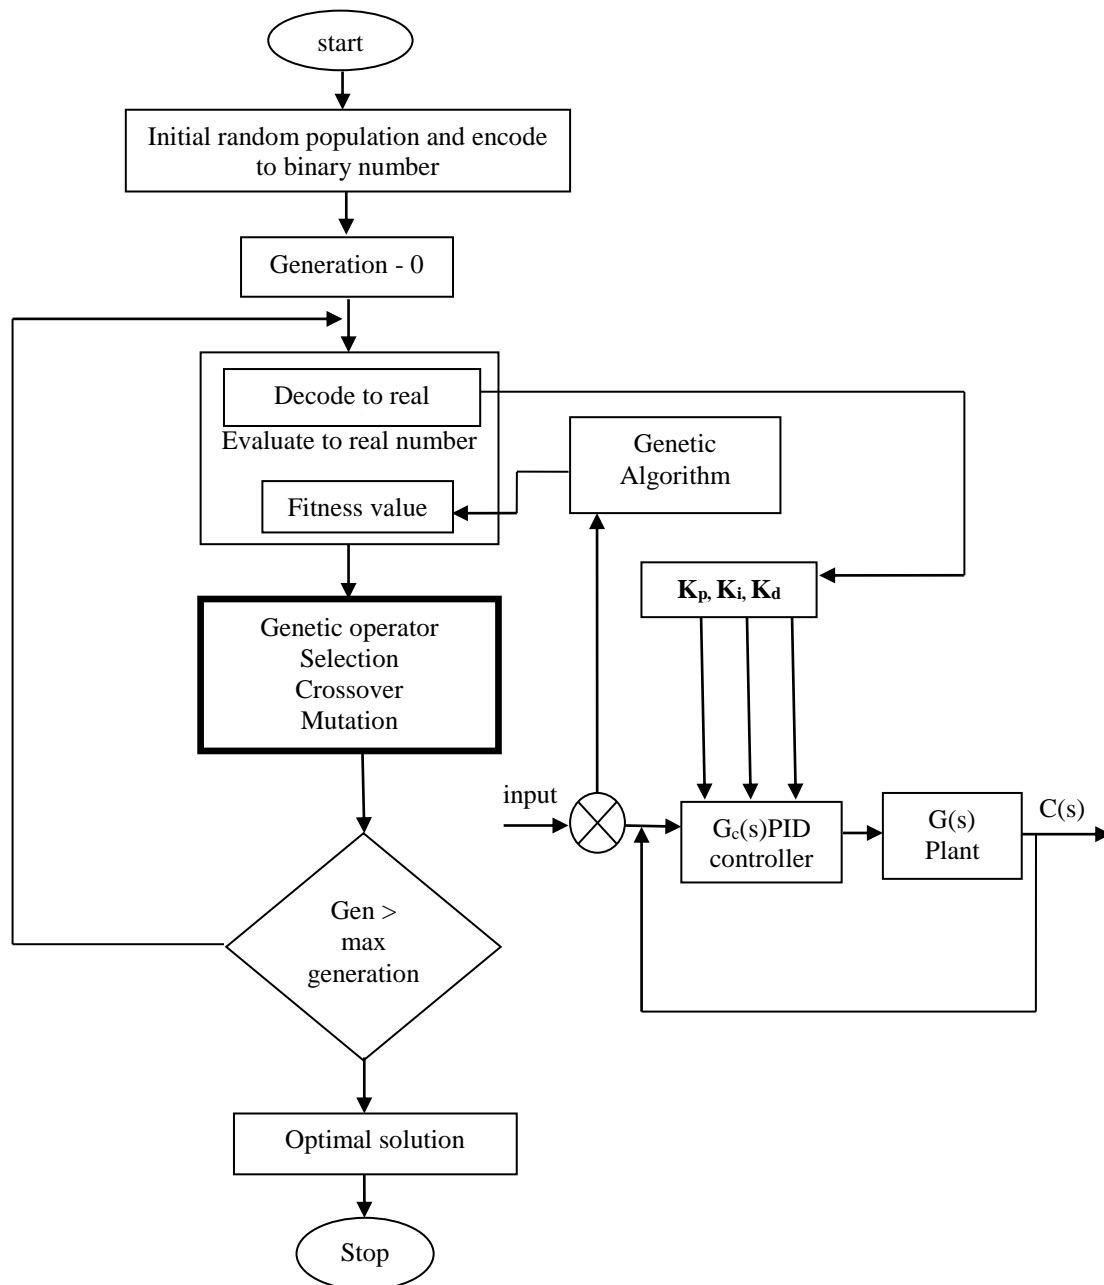 start
Initial random population and encode
to binary number
Generation - 0
Decode to real
Evaluate to real number
Fitness value
Genetic
Algorithm
Kp, Ki, Kd
Genetic operator
Selection
Crossover
Mutation
input
Gc(s)PID
controller
G(s)
Plant
C(s)
Gen >
max
generation
Optimal solution
Stop